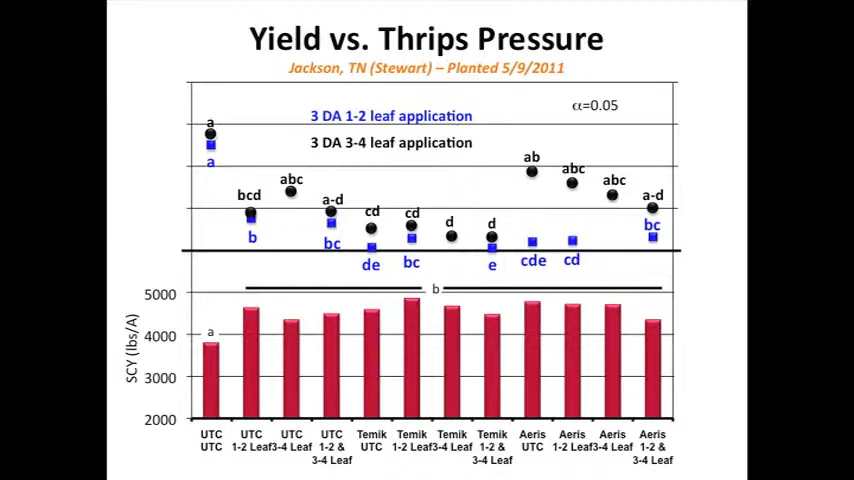 Yield vs. Thrips Pressure
Jackson, TN (Stewart) – Planted 5/9/2011
3 DA 1-2 leaf application
α=0.05
3 DA 3-4 leaf application
a
a
bcd
b
abc
a-d
bc
cd
de
cd
bc
d
d
e
ab
cde
abc
cd
abc
a-d
bc
b
a
SCY (lbs/A)
5000
4000
3000
2000
UTC UTC UTC UTC Temik Temik Temik Temik Aeris Aeris Aeris Aeris
UTC 1-2 Leaf 3-4 Leaf 1-2 & UTC 1-2 Leaf 3-4 Leaf 1-2 & UTC 1-2 Leaf 3-4 Leaf 1-2 &
3-4 Leaf 3-4 Leaf 3-4 Leaf